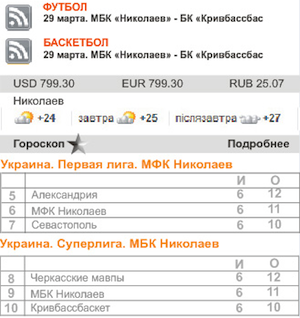 ФУТБОЛ
29 марта. МБК «Николаев» - БК «Кривбассбас
БАСКЕТБОЛ
29 марта. МБК «Николаев» - БК «Кривбассбас
USD 799.30 EUR 799.30 RUB 25.07
Николаев
+24 завтра +25 післязавтра +27
Гороскоп Подробнее
Украина. Первая лига. МФК Николаев
И О
5 Александрия 6 12
6 МФК Николаев 6 11
7 Севастополь 6 10
Украина. Суперлига. МБК Николаев
И О
8 Черкасские мавпы 6 12
9 МБК Николаев 6 11
10 Кривбассбаскет 6 10